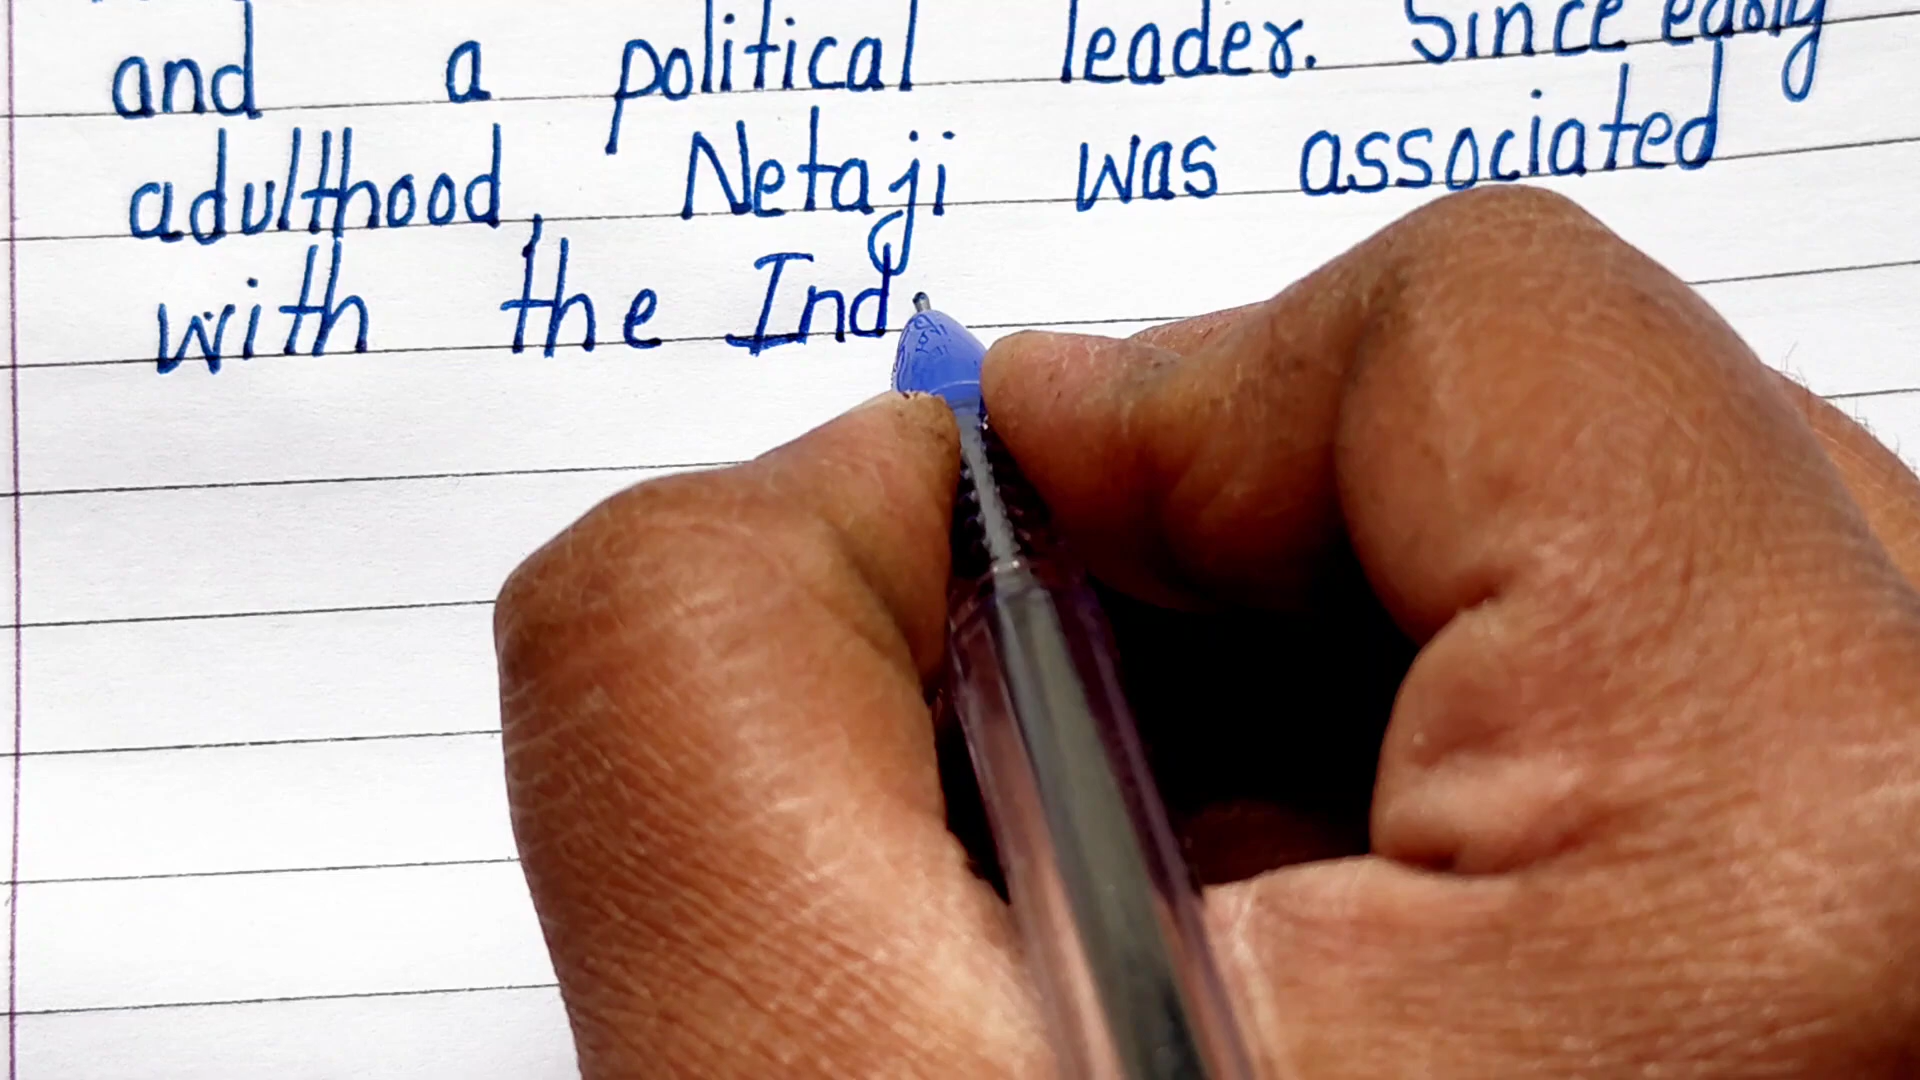 and a political leader. Since early
adulthood, Netaji was associated
with the Ind